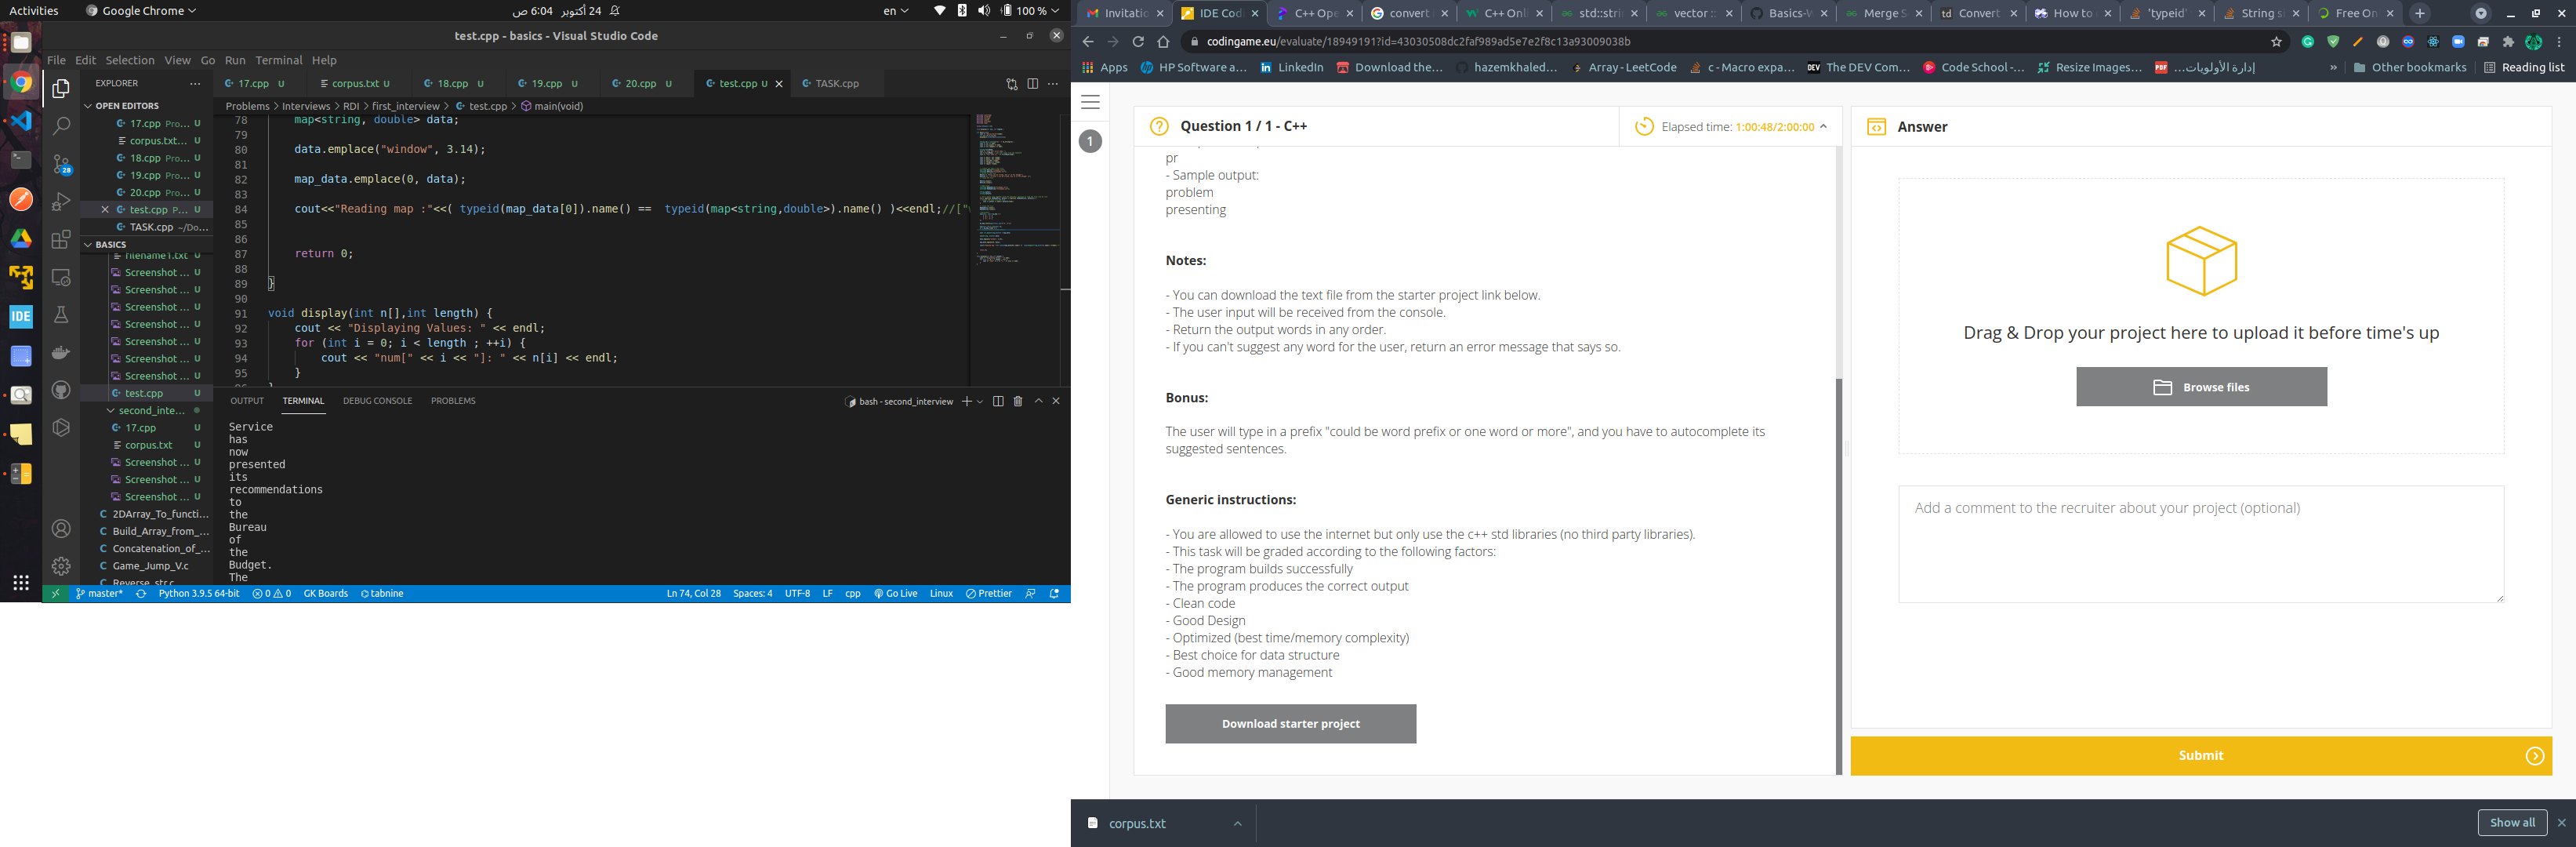 Activities
Google Chrome
24 أكتوبر 6:04 ص
en
100 %
test.cpp - basics - Visual Studio Code
File Edit Selection View Go Run Terminal Help
EXPLORER
17.cpp U
corpus.txt U
18.cpp U
19.cpp U
20.cpp U
test.cpp U
TASK.cpp
OPEN EDITORS
17.cpp Pro... U
corpus.txt... U
18.cpp Pro... U
19.cpp Pro... U
20.cpp Pro... U
test.cpp P... U
TASK.cpp ~/Do...
BASICS
filename1.txt U
Screenshot ... U
Screenshot ... U
Screenshot ... U
Screenshot ... U
Screenshot ... U
Screenshot ... U
Screenshot ... U
test.cpp U
second_inte...
17.cpp U
corpus.txt U
Screenshot ... U
Screenshot ... U
Screenshot ... U
2DArray_To_functi...
Build_Array_from_...
Concatenation_of_...
Game_Jump_V.c
Reverse_str.c
28
IDE
Problems > Interviews > RDI > first_interview > test.cpp > main(void)
78 map<string, double> data;
79
80 data.emplace("window", 3.14);
81
82 map_data.emplace(0, data);
83
84 cout<<"Reading map :"<<( typeid(map_data[0]).name() == typeid(map<string,double>).name() )<<endl;//["
85
86
87 return 0;
88
89 }
90
91 void display(int n[],int length) {
92 cout << "Displaying Values: " << endl;
93 for (int i = 0; i < length ; ++i) {
94 cout << "num[" << i << "]: " << n[i] << endl;
95 }
96 }
OUTPUT TERMINAL DEBUG CONSOLE PROBLEMS
bash - second_interview
Service
has
now
presented
its
recommendations
to
the
Bureau
of
the
Budget.
The
master*
Python 3.9.5 64-bit
0 0
GK Boards
tabnine
Ln 74, Col 28
Spaces: 4
UTF-8
LF
cpp
Go Live
Linux
Prettier
Invitatio
IDE Codi
C++ Ope
convert
C++ Onli
std::strin
vector ::
Basics-V
Merge S
Convert
How to
'typeid'
String si
Free On
codingame.eu/evaluate/18949191?id=43030508dc2faf989ad5e7e2f8c13a93009038b
Apps
HP Software a...
LinkedIn
Download the...
hazemkhaled...
Array - LeetCode
c - Macro expa...
The DEV Com...
Code School -...
Resize Images...
إدارة الأولويات...
Other bookmarks
Reading list
1
Question 1 / 1 - C++
Elapsed time: 1:00:48/2:00:00
pr
- Sample output:
problem
presenting
Notes:
- You can download the text file from the starter project link below.
- The user input will be received from the console.
- Return the output words in any order.
- If you can't suggest any word for the user, return an error message that says so.
Bonus:
The user will type in a prefix "could be word prefix or one word or more", and you have to autocomplete its
suggested sentences.
Generic instructions:
- You are allowed to use the internet but only use the c++ std libraries (no third party libraries).
- This task will be graded according to the following factors:
- The program builds successfully
- The program produces the correct output
- Clean code
- Good Design
- Optimized (best time/memory complexity)
- Best choice for data structure
- Good memory management
Download starter project
Answer
Drag & Drop your project here to upload it before time's up
Browse files
Add a comment to the recruiter about your project (optional)
Submit
corpus.txt
Show all